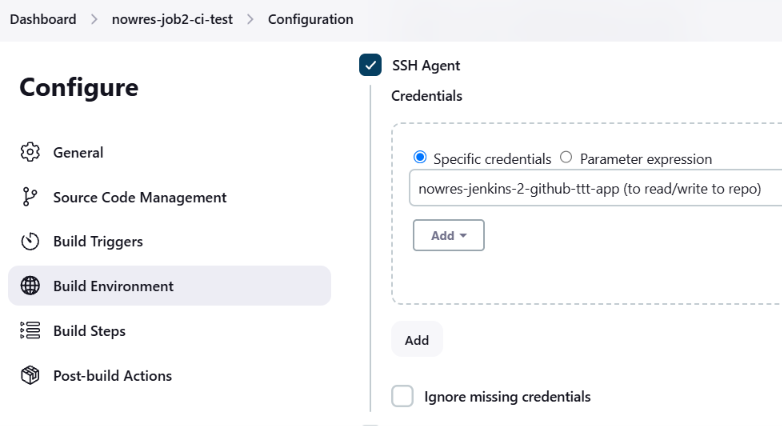 Dashboard > nowres-job2-ci-test > Configuration
Configure
General
Source Code Management
Build Triggers
Build Environment
Build Steps
Post-build Actions
SSH Agent
Credentials
Specific credentials Parameter expression
nowres-jenkins-2-github-ttt-app (to read/write to repo)
Add
Add
Ignore missing credentials